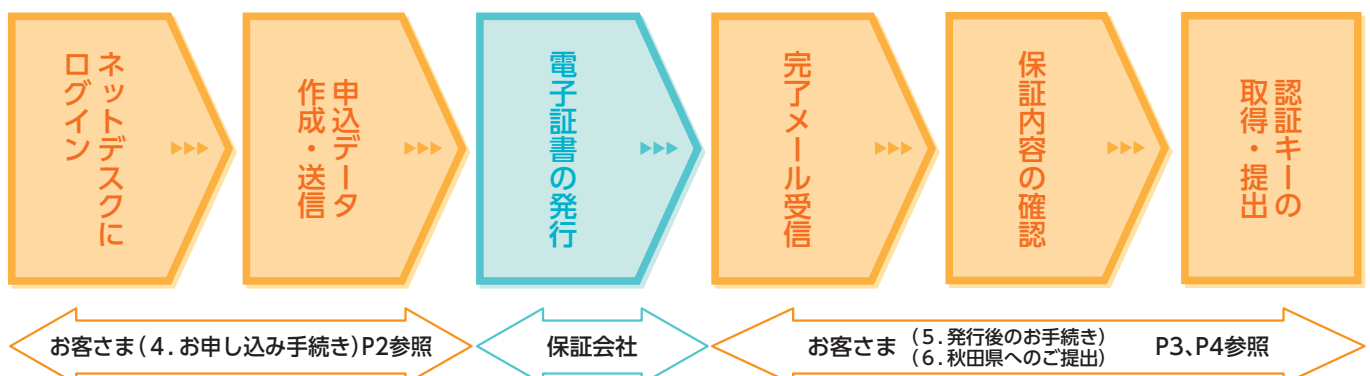 ネットデスクに
ログイン
申込データ
作成・送信
電子証書の発行
完了メール受信
保証内容の確認
認証キーの
取得・提出
お客さま(4.お申し込み手続き)P2参照
保証会社
お客さま (5.発行後のお手続き) P3、P4参照
(6.秋田県へのご提出)